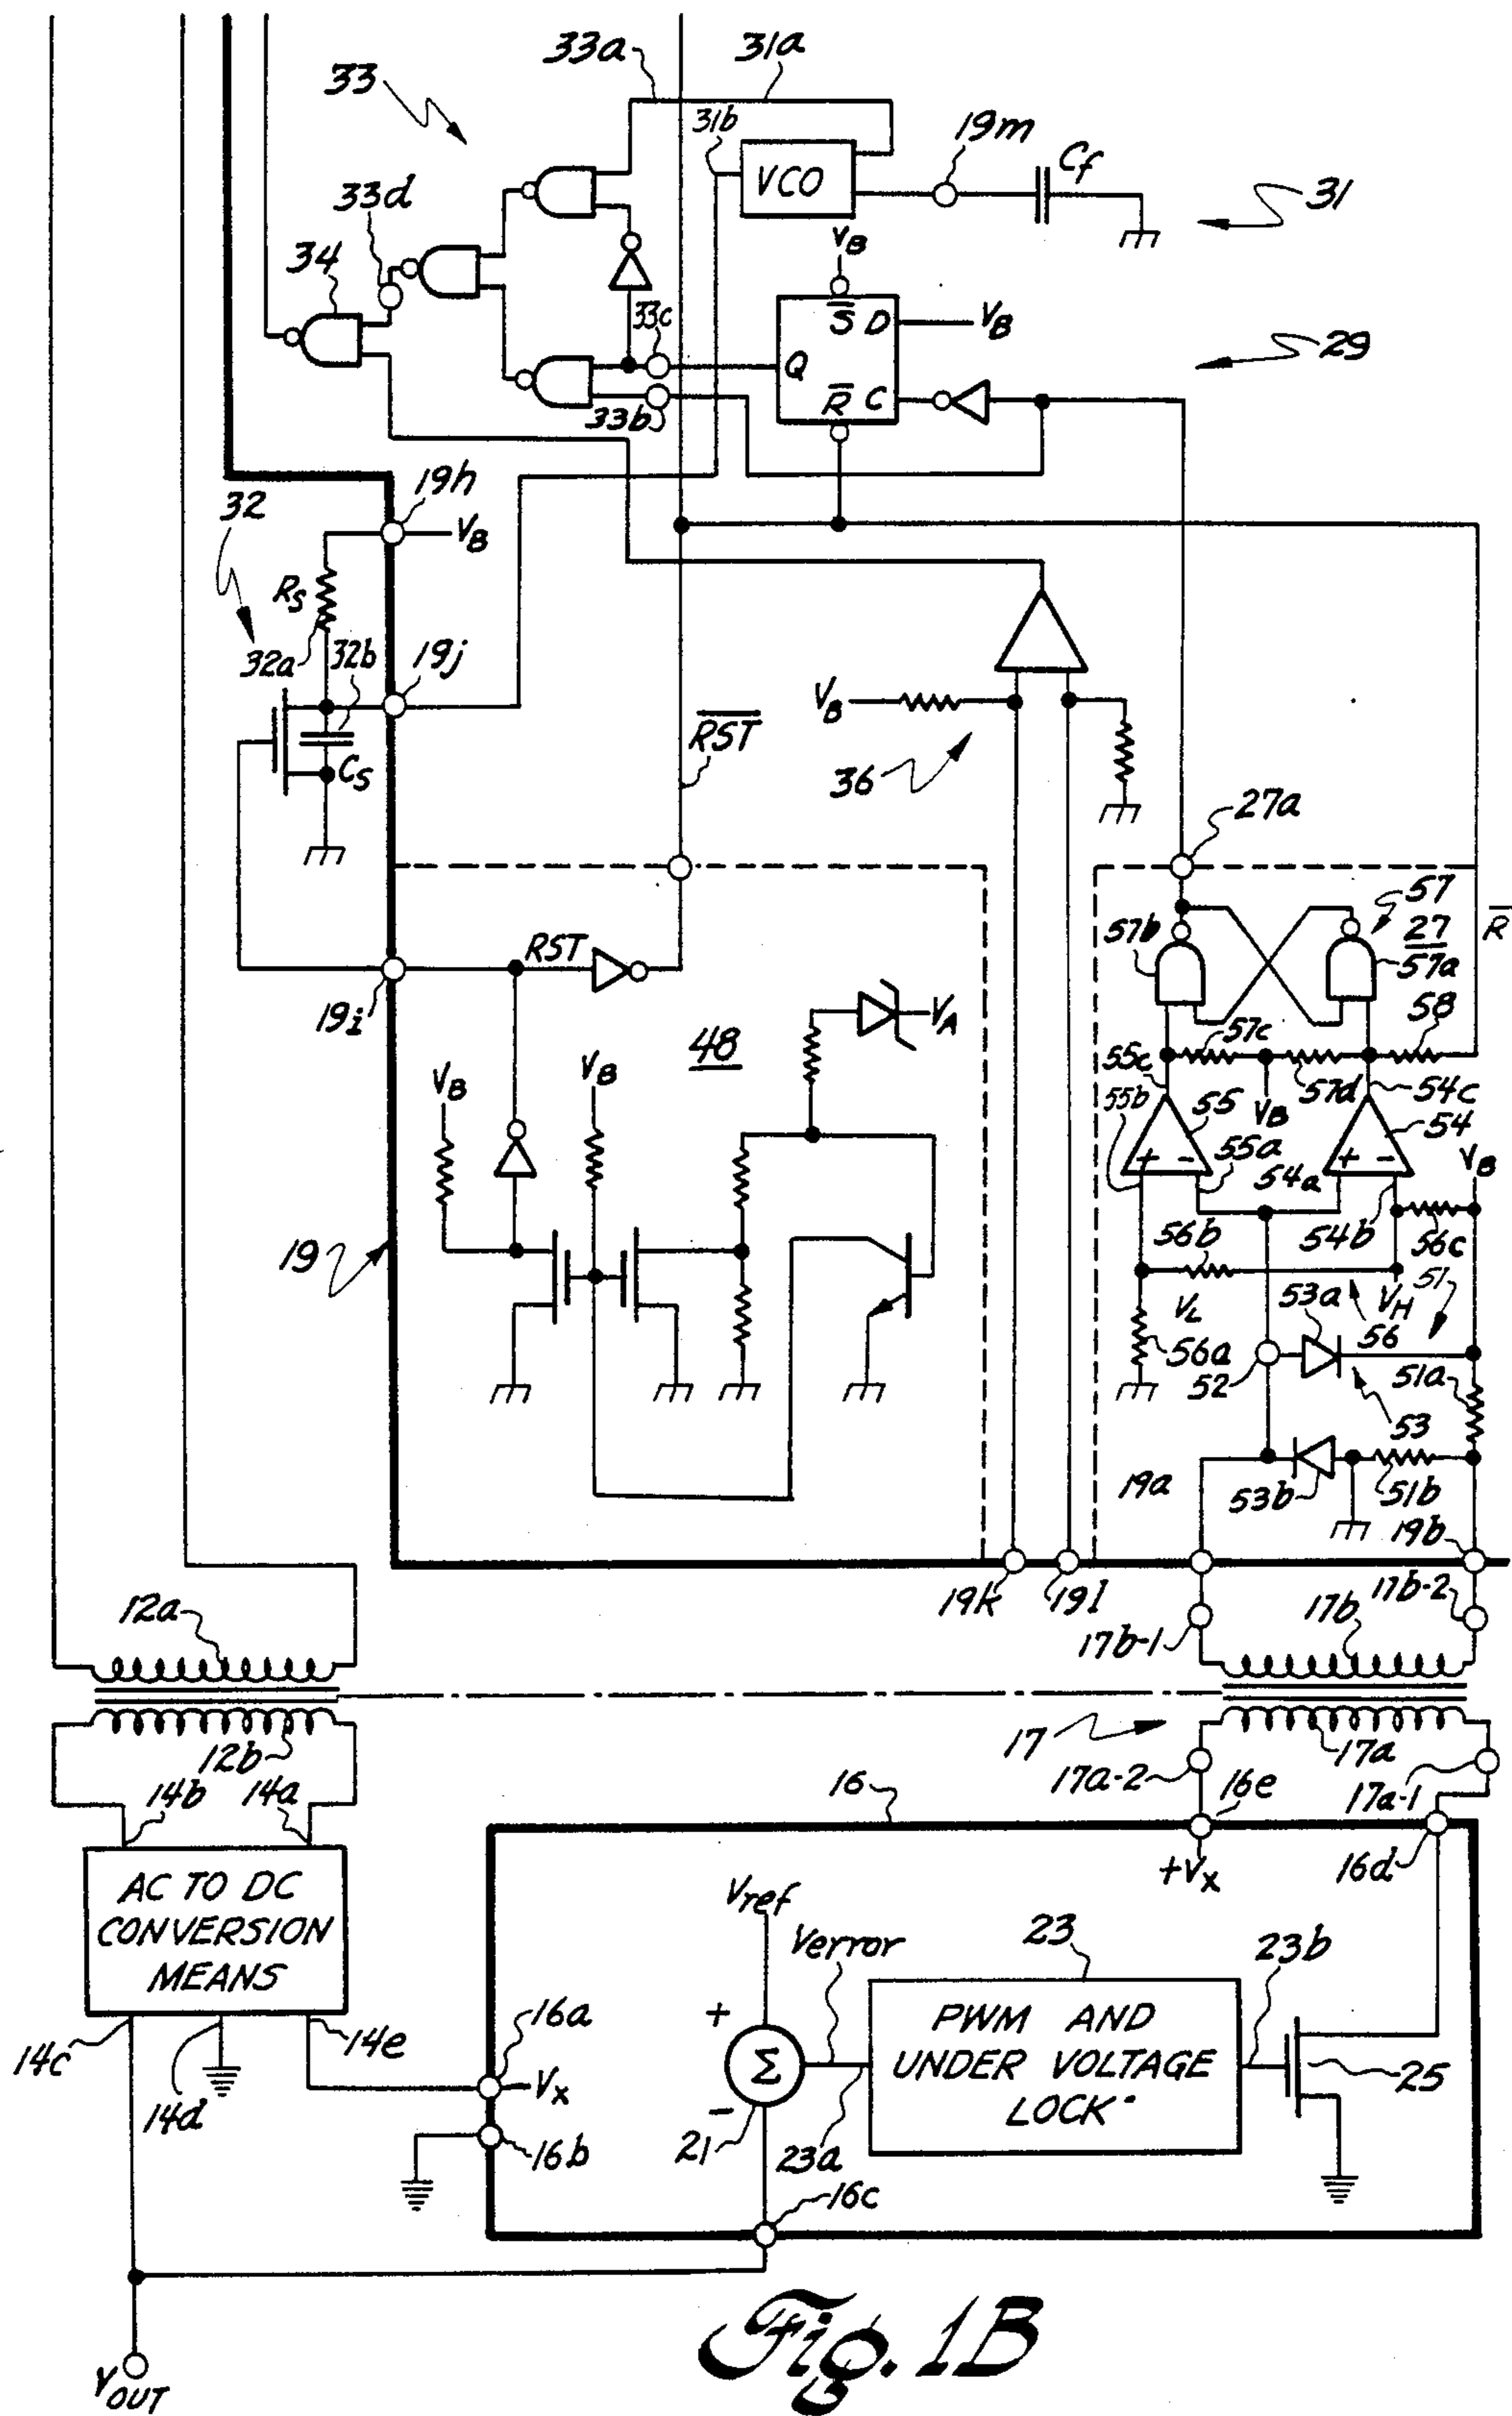 33a
31a
33
31b
19m
Cf
VCO
31
33d
VB
34
S̅ D
VB
33c
29
Q
R̅ C
33b
19h
32
VB
RS
32a
32b
19j
VB
CS
R̅S̅T̅
36
27a
57
57b
27
R̅
57a
RST
19i
58
VA
57c
48
55c
VB
VB
55b
57d
54c
55
VB
54
+ -
55a
+ -
54a
VB
19
56b
54b
56c
51
VL
53a
VH
56
56a
52
51a
53
19a
53b
51b
19b
19k
19l
17b-2
12a
17b
17b-1
12b
17
17a
17a-2
14b
14a
16
16e
17a-1
+VX
16d
AC TO DC
CONVERSION
MEANS
Vref
Verror
23
23b
16a
+
PWM AND
UNDER VOLTAGE
LOCK
14c
14e
Σ
25
VX
14d
-
21
23a
16b
16c
Fig. 1B
VOUT